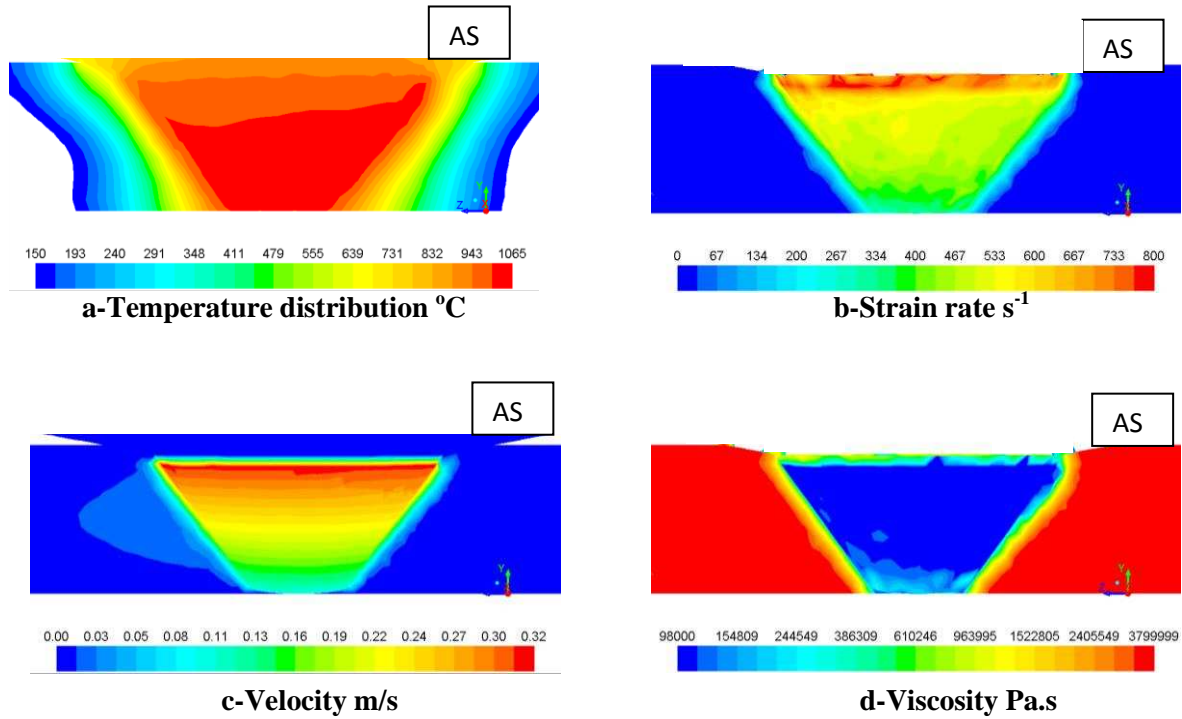 AS
AS
150 193 240 291 348 411 479 555 639 731 832 943 1065
0 67 134 200 267 334 400 467 533 600 667 733 800
a-Temperature distribution ºC
b-Strain rate s⁻¹
AS
AS
Y
Z
Y
Z
Y
Z
Y
0.00 0.03 0.05 0.08 0.11 0.13 0.16 0.19 0.22 0.24 0.27 0.30 0.32
98000 154809 244549 386309 610246 963995 1522805 2405549 3799999
c-Velocity m/s
d-Viscosity Pa.s